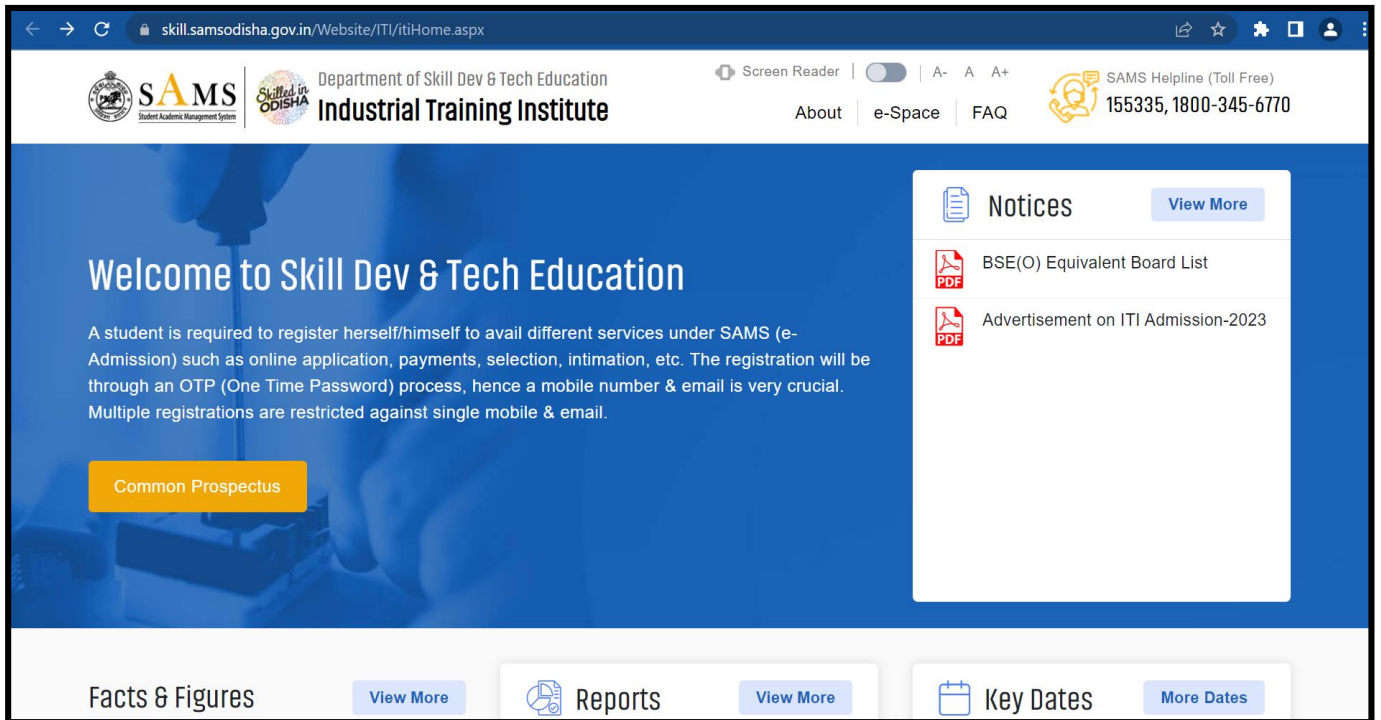 skill.samsodisha.gov.in/Website/ITI/itiHome.aspx
SAMS
Student Academic Management System
Skilled in
ODISHA
Department of Skill Dev & Tech Education
Industrial Training Institute
Screen Reader
A- A A+
About e-Space FAQ
SAMS Helpline (Toll Free)
155335, 1800-345-6770
Welcome to Skill Dev & Tech Education
A student is required to register herself/himself to avail different services under SAMS (e-
Admission) such as online application, payments, selection, intimation, etc. The registration will be
through an OTP (One Time Password) process, hence a mobile number & email is very crucial.
Multiple registrations are restricted against single mobile & email.
Common Prospectus
Notices View More
PDF BSE(O) Equivalent Board List
PDF Advertisement on ITI Admission-2023
Facts & Figures View More
Reports View More
Key Dates More Dates